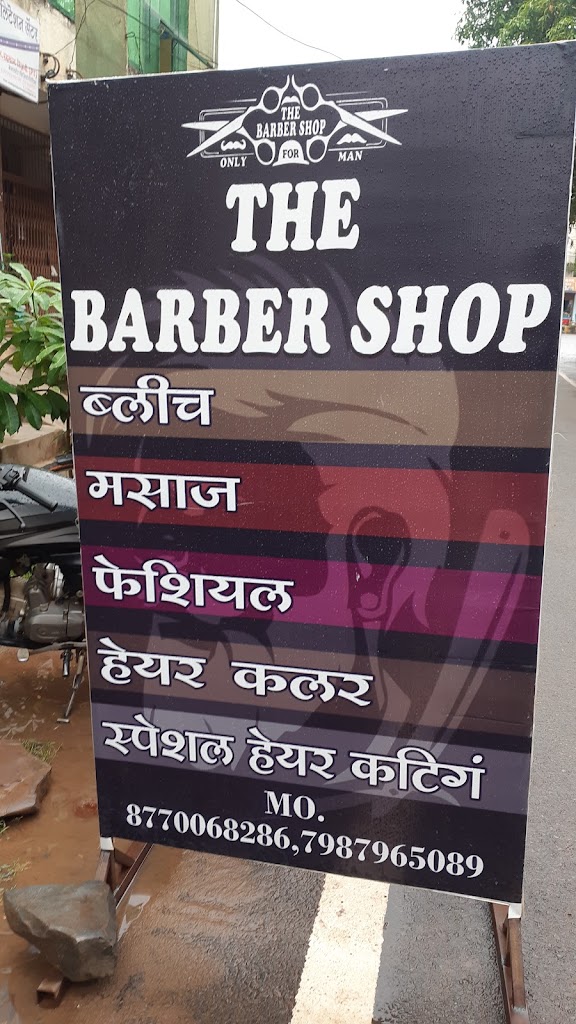 THE
BARBER SHOP
ONLY FOR MAN
THE
BARBER SHOP
ब्लीच
मसाज
फेशियल
हेयर कलर
स्पेशल हेयर कटिगं
MO.
8770068286,7987965089